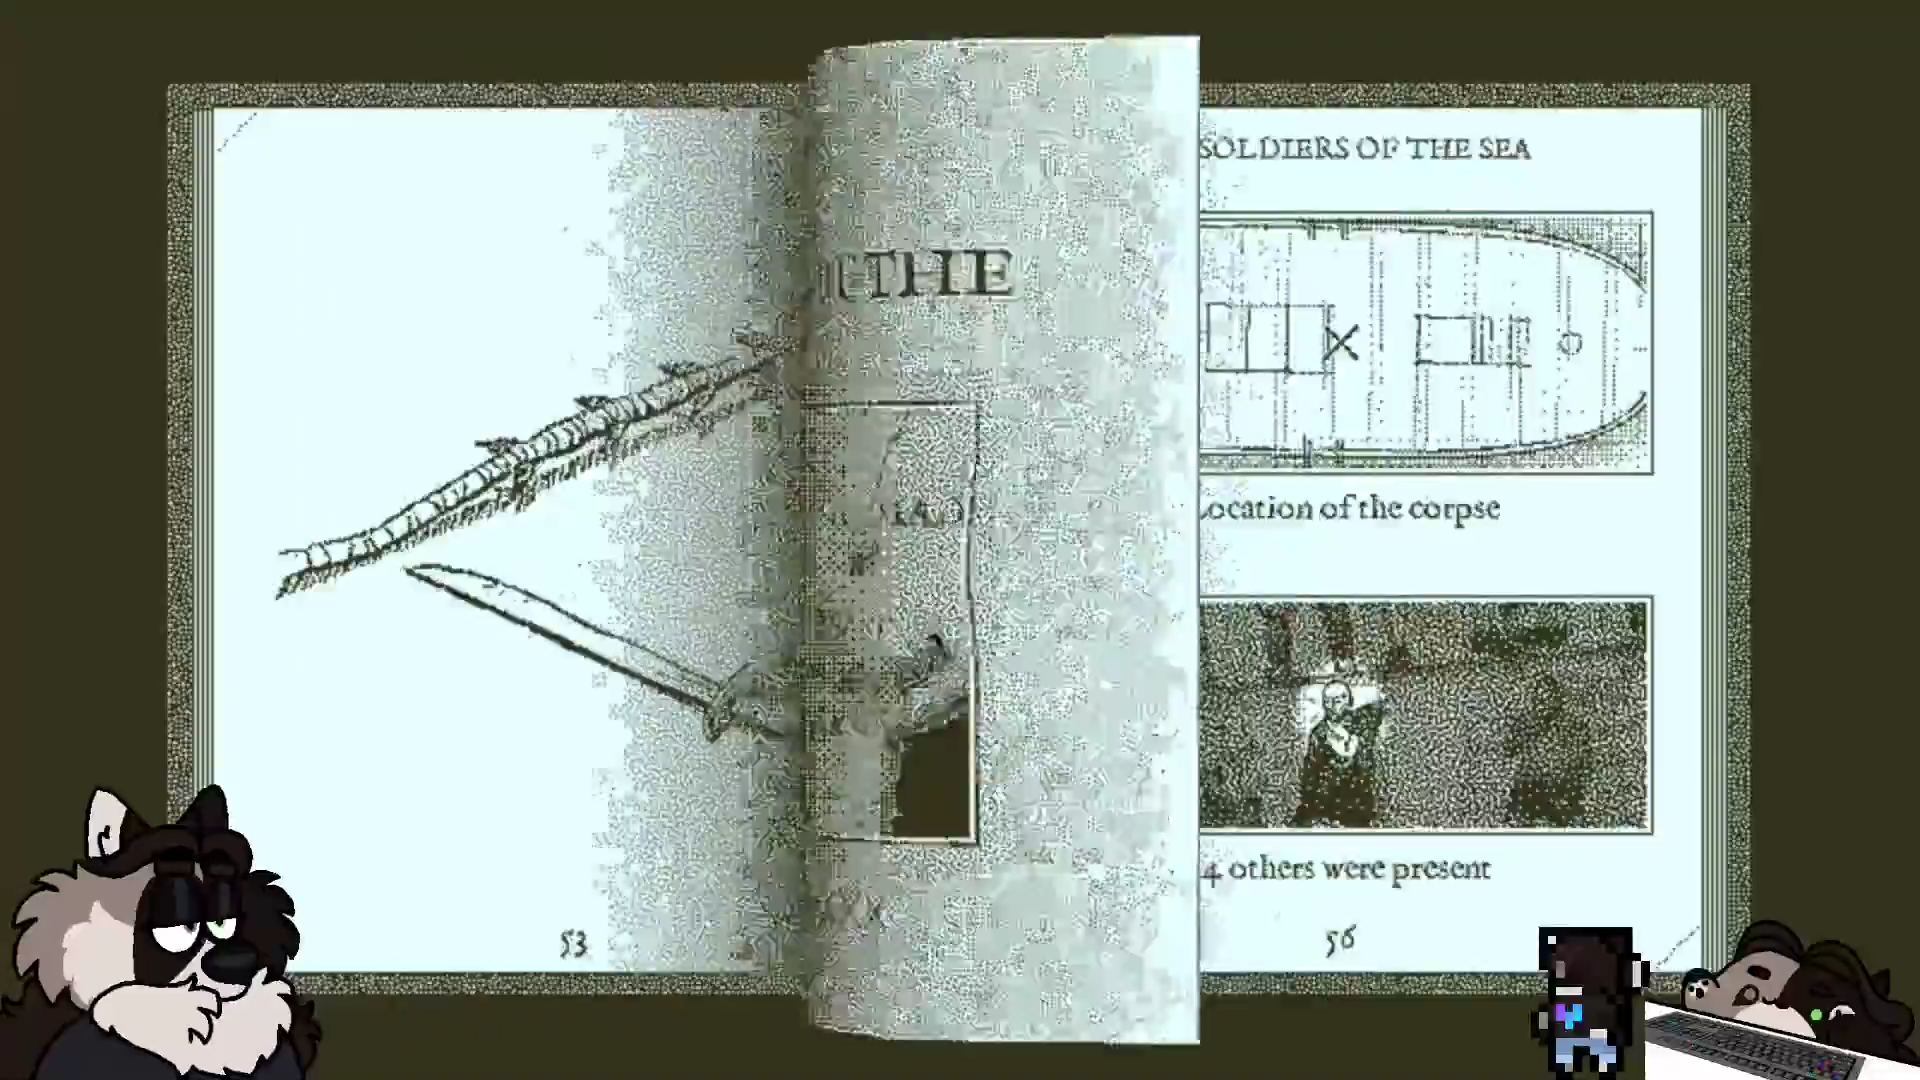 53
THE
SOLDIERS OF THE SEA
Location of the corpse
4 others were present
56